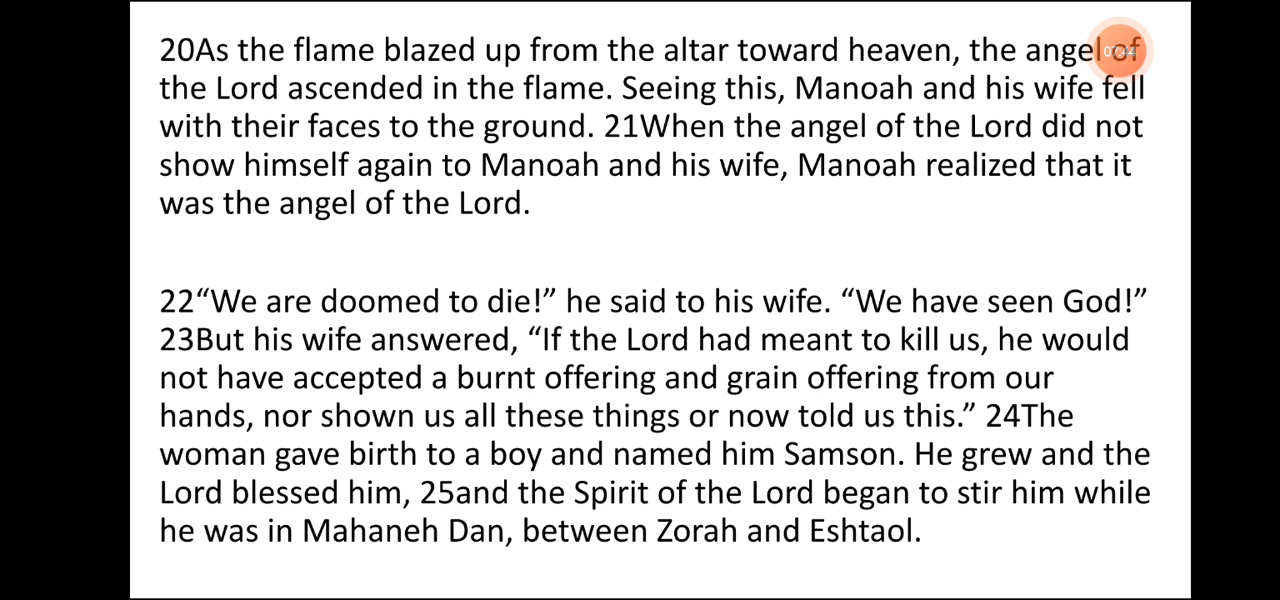 20As the flame blazed up from the altar toward heaven, the angel of
the Lord ascended in the flame. Seeing this, Manoah and his wife fell
with their faces to the ground. 21When the angel of the Lord did not
show himself again to Manoah and his wife, Manoah realized that it
was the angel of the Lord.
22“We are doomed to die!” he said to his wife. “We have seen God!”
23But his wife answered, “If the Lord had meant to kill us, he would
not have accepted a burnt offering and grain offering from our
hands, nor shown us all these things or now told us this.” 24The
woman gave birth to a boy and named him Samson. He grew and the
Lord blessed him, 25and the Spirit of the Lord began to stir him while
he was in Mahaneh Dan, between Zorah and Eshtaol.